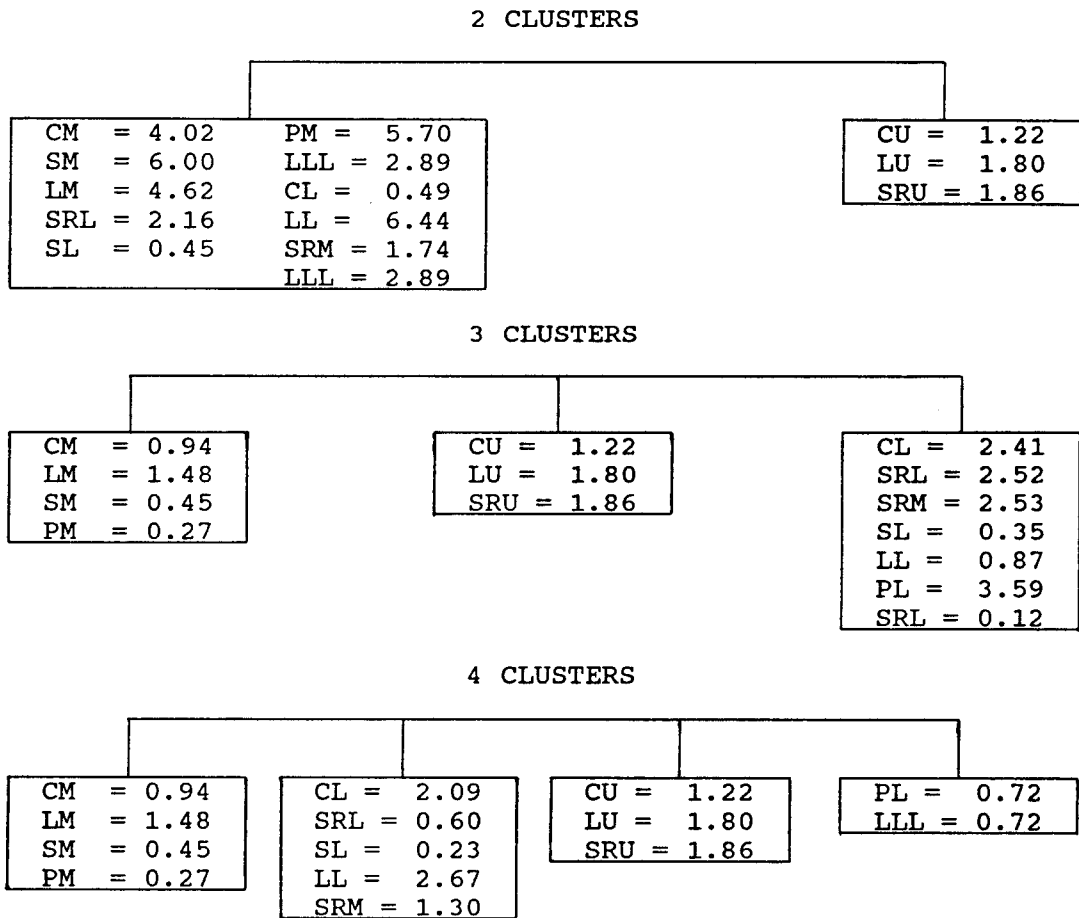 2 CLUSTERS
CM = 4.02 PM = 5.70
SM = 6.00 LLL = 2.89
LM = 4.62 CL = 0.49
SRL = 2.16 LL = 6.44
SL = 0.45 SRM = 1.74
LLL = 2.89
CU = 1.22
LU = 1.80
SRU = 1.86
3 CLUSTERS
CM = 0.94
LM = 1.48
SM = 0.45
PM = 0.27
CU = 1.22
LU = 1.80
SRU = 1.86
CL = 2.41
SRL = 2.52
SRM = 2.53
SL = 0.35
LL = 0.87
PL = 3.59
SRL = 0.12
4 CLUSTERS
CM = 0.94
LM = 1.48
SM = 0.45
PM = 0.27
CL = 2.09
SRL = 0.60
SL = 0.23
LL = 2.67
SRM = 1.30
CU = 1.22
LU = 1.80
SRU = 1.86
PL = 0.72
LLL = 0.72